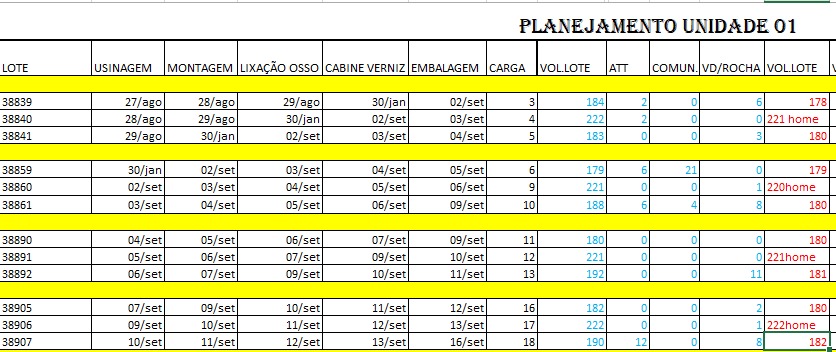 PLANEJAMENTO UNIDADE 01
LOTE USINAGEM MONTAGEM LIXAÇÃO OSSO CABINE VERNIZ EMBALAGEM CARGA VOL.LOTE ATT COMUN. VD/ROCHA VOL.LOTE
38839 27/ago 28/ago 29/ago 30/jan 02/set 3 184 2 0 6 178
38840 28/ago 29/ago 30/jan 02/set 03/set 4 222 2 0 0 221 home
38841 29/ago 30/jan 02/set 03/set 04/set 5 183 0 0 3 180
38859 30/jan 02/set 03/set 04/set 05/set 6 179 6 21 0 179
38860 02/set 03/set 04/set 05/set 06/set 9 221 0 0 1 220home
38861 03/set 04/set 05/set 06/set 09/set 10 188 6 4 8 180
38890 04/set 05/set 06/set 07/set 09/set 11 180 0 0 0 180
38891 05/set 06/set 07/set 09/set 10/set 12 221 0 0 0 221home
38892 06/set 07/set 09/set 10/set 11/set 13 192 0 0 11 181
38905 07/set 09/set 10/set 11/set 12/set 16 182 0 0 2 180
38906 09/set 10/set 11/set 12/set 13/set 17 222 0 0 1 222home
38907 10/set 11/set 12/set 13/set 16/set 18 190 12 0 8 182